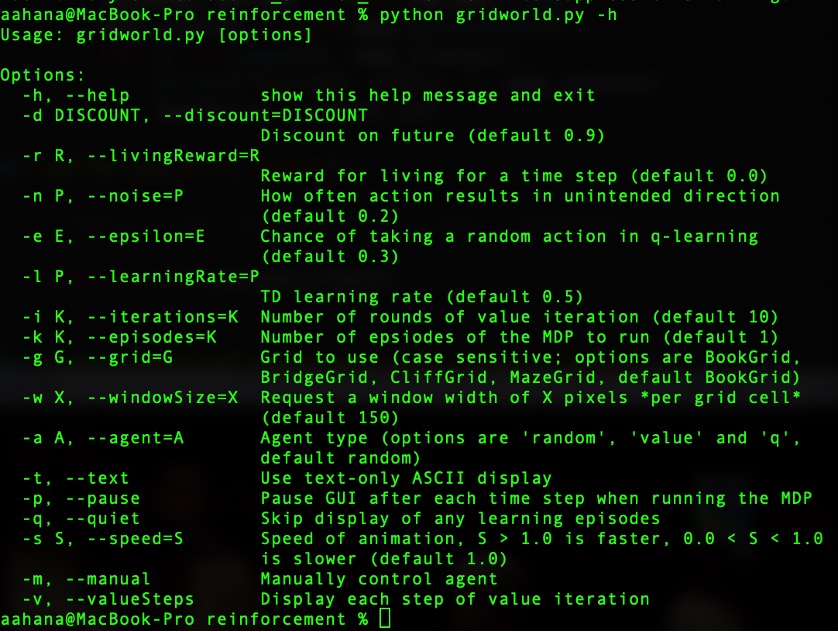 aahana@MacBook-Pro reinforcement % python gridworld.py -h
Usage: gridworld.py [options]

Options:
  -h, --help            show this help message and exit
  -d DISCOUNT, --discount=DISCOUNT
                        Discount on future (default 0.9)
  -r R, --livingReward=R
                        Reward for living for a time step (default 0.0)
  -n P, --noise=P       How often action results in unintended direction
                        (default 0.2)
  -e E, --epsilon=E     Chance of taking a random action in q-learning
                        (default 0.3)
  -l P, --learningRate=P
                        TD learning rate (default 0.5)
  -i K, --iterations=K  Number of rounds of value iteration (default 10)
  -k K, --episodes=K    Number of epsiodes of the MDP to run (default 1)
  -g G, --grid=G        Grid to use (case sensitive; options are BookGrid,
                        BridgeGrid, CliffGrid, MazeGrid, default BookGrid)
  -w X, --windowSize=X  Request a window width of X pixels *per grid cell*
                        (default 150)
  -a A, --agent=A       Agent type (options are 'random', 'value' and 'q',
                        default random)
  -t, --text            Use text-only ASCII display
  -p, --pause           Pause GUI after each time step when running the MDP
  -q, --quiet           Skip display of any learning episodes
  -s S, --speed=S       Speed of animation, S > 1.0 is faster, 0.0 < S < 1.0
                        is slower (default 1.0)
  -m, --manual          Manually control agent
  -v, --valueSteps      Display each step of value iteration
aahana@MacBook-Pro reinforcement %